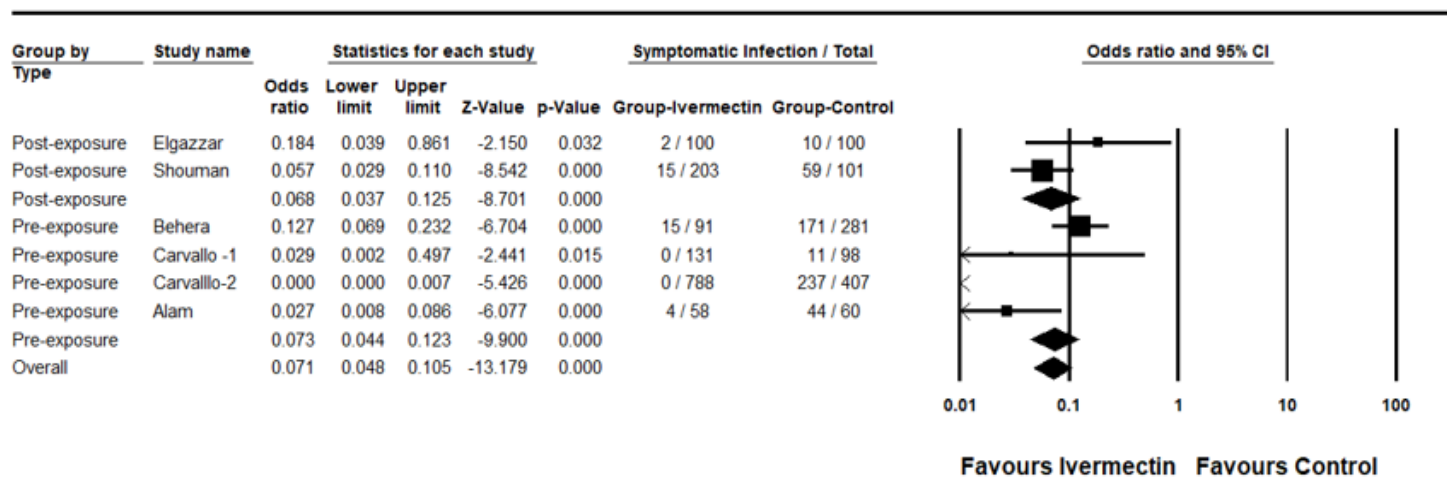 Group by Type Study name Statistics for each study Symptomatic Infection / Total Odds ratio and 95% CI
Odds ratio Lower limit Upper limit Z-Value p-Value Group-Ivermectin Group-Control
Post-exposure Elgazzar 0.184 0.039 0.861 -2.150 0.032 2 / 100 10 / 100
Post-exposure Shouman 0.057 0.029 0.110 -8.542 0.000 15 / 203 59 / 101
Post-exposure 0.068 0.037 0.125 -8.701 0.000
Pre-exposure Behera 0.127 0.069 0.232 -6.704 0.000 15 / 91 171 / 281
Pre-exposure Carvallo -1 0.029 0.002 0.497 -2.441 0.015 0 / 131 11 / 98
Pre-exposure Carvalllo-2 0.000 0.000 0.007 -5.426 0.000 0 / 788 237 / 407
Pre-exposure Alam 0.027 0.008 0.086 -6.077 0.000 4 / 58 44 / 60
Pre-exposure 0.073 0.044 0.123 -9.900 0.000
Overall 0.071 0.048 0.105 -13.179 0.000
0.01 0.1 1 10 100
Favours Ivermectin Favours Control